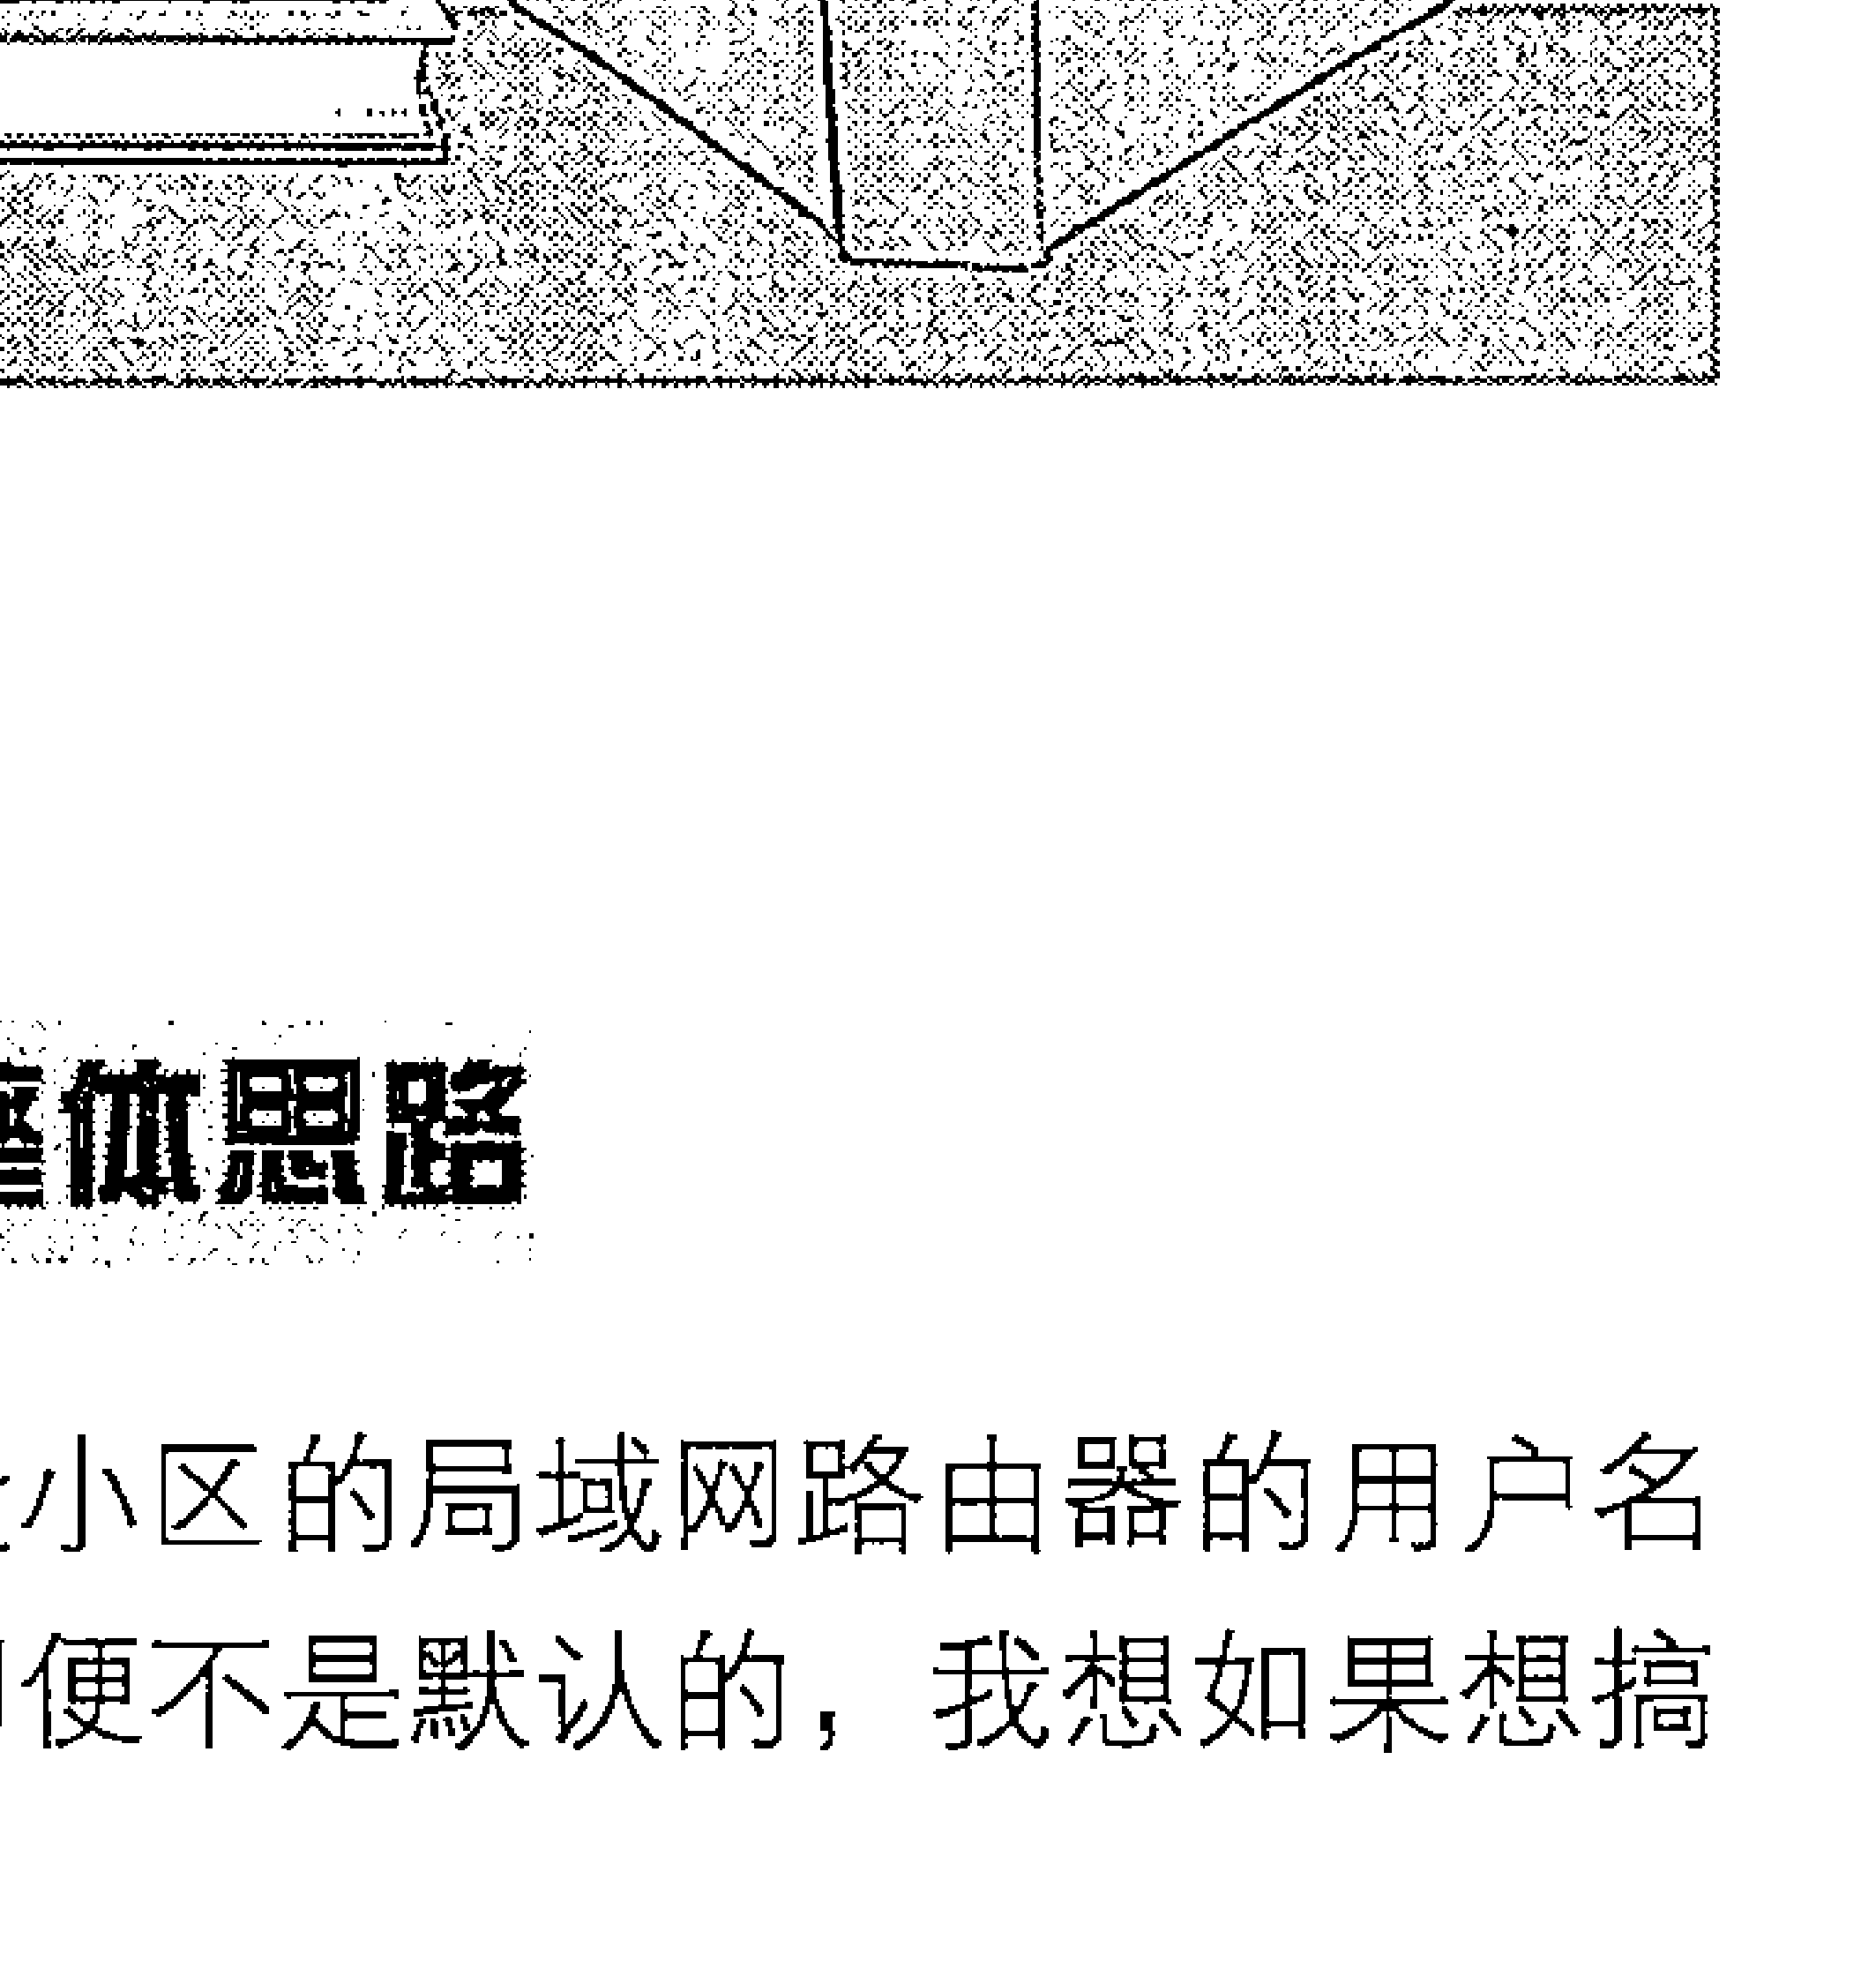 体思路
小区的局域网路由器的用户名
便不是默认的，我想如果想搞